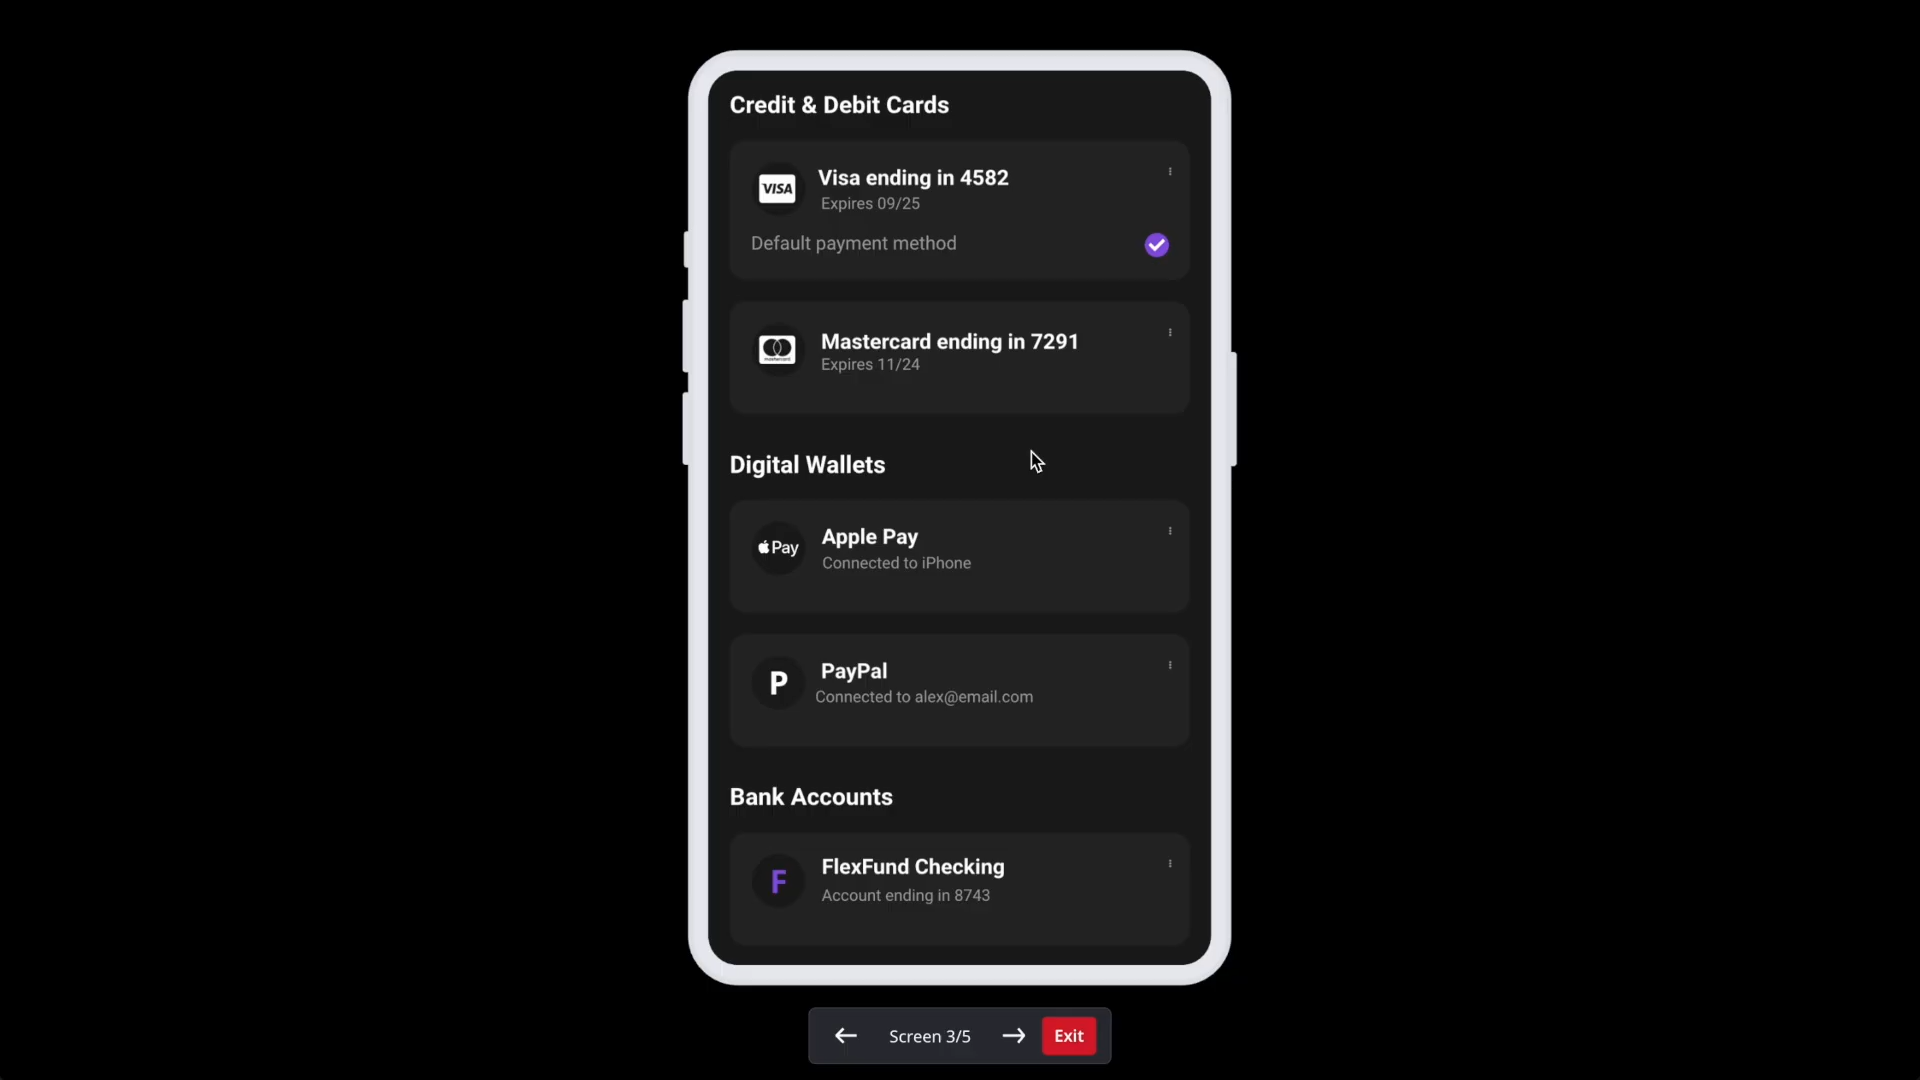 Credit & Debit Cards
VISA
Visa ending in 4582
Expires 09/25
Default payment method
Mastercard ending in 7291
Expires 11/24
mastercard
Digital Wallets
Pay
Apple Pay
Connected to iPhone
P
PayPal
Connected to alex@email.com
Bank Accounts
F
FlexFund Checking
Account ending in 8743
Screen 3/5
Exit